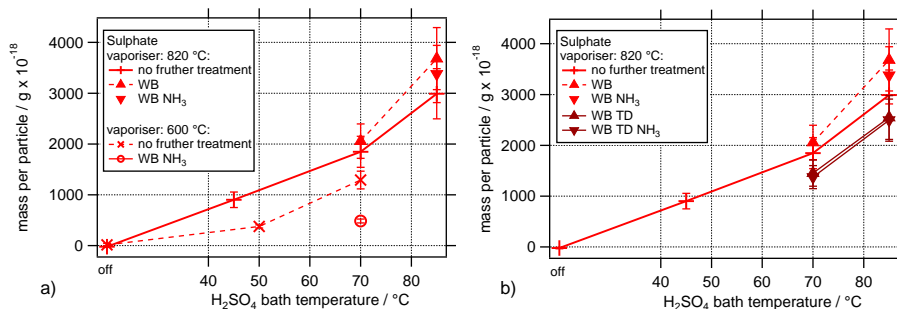 4000
3000
2000
1000
0
mass per particle / g x 10⁻¹⁸
Sulphate
vaporiser: 820 °C:
no fruther treatment
WB
WB NH₃
vaporiser: 600 °C:
no fruther treatment
WB NH₃
off
40
50
60
70
80
a)
H₂SO₄ bath temperature / °C
4000
3000
2000
1000
0
mass per particle / g x 10⁻¹⁸
Sulphate
vaporiser: 820 °C:
no further treatment
WB
WB NH₃
WB TD
WB TD NH₃
off
40
50
60
70
80
b)
H₂SO₄ bath temperature / °C